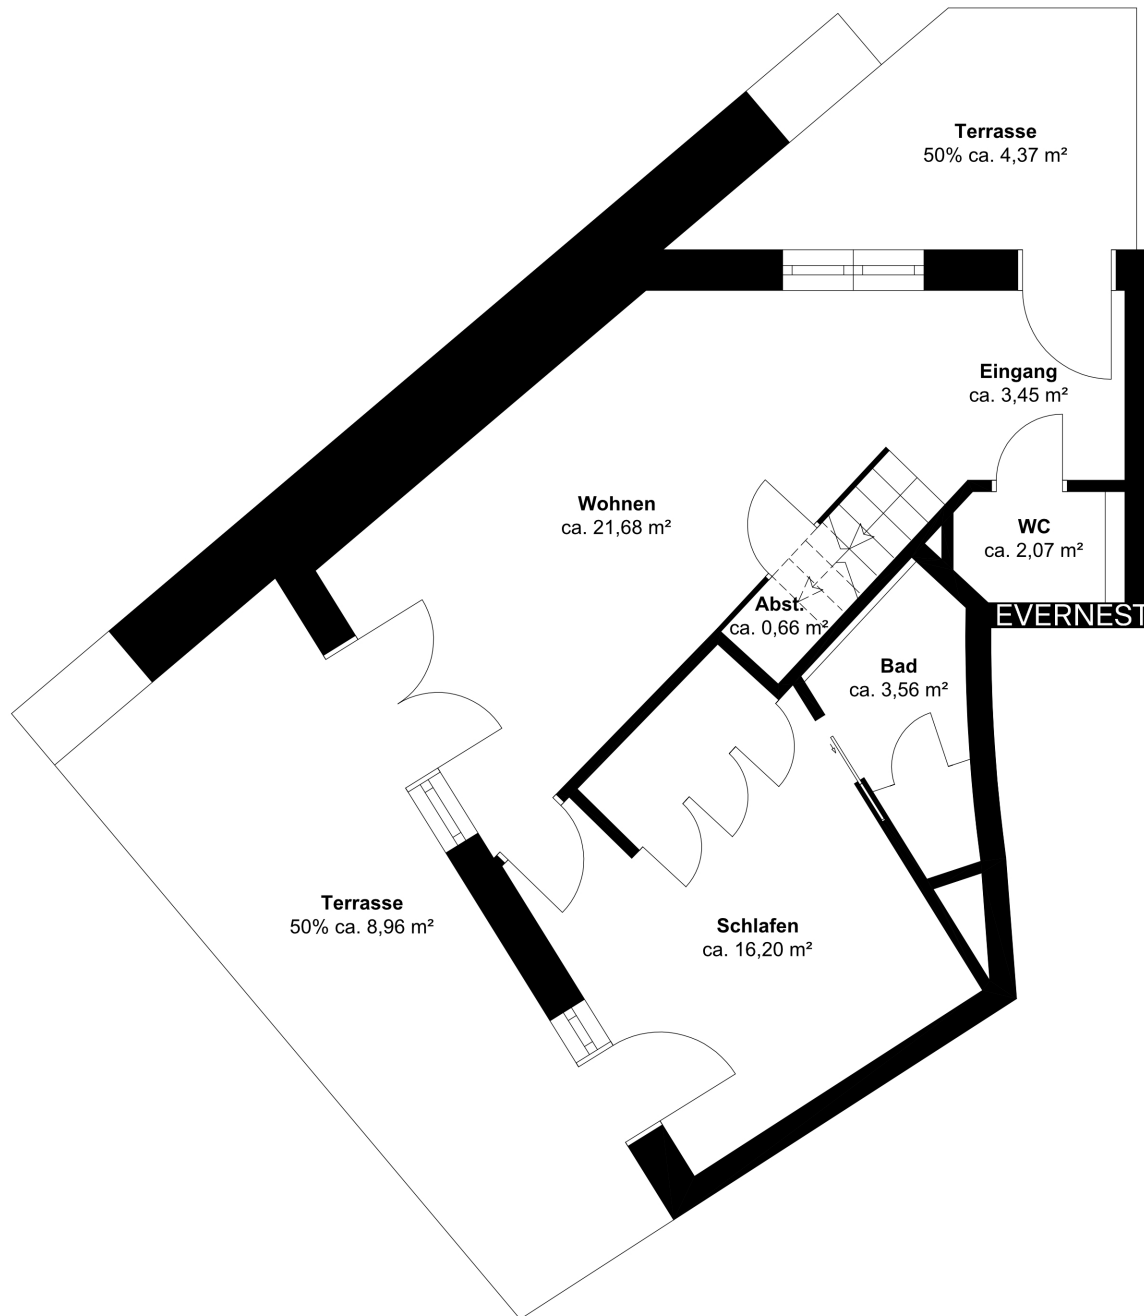 Terrasse
50% ca. 4,37 m²
Eingang
ca. 3,45 m²
Wohnen
ca. 21,68 m²
WC
ca. 2,07 m²
Abst.
ca. 0,66 m²
EVERNEST
Bad
ca. 3,56 m²
Terrasse
50% ca. 8,96 m²
Schlafen
ca. 16,20 m²